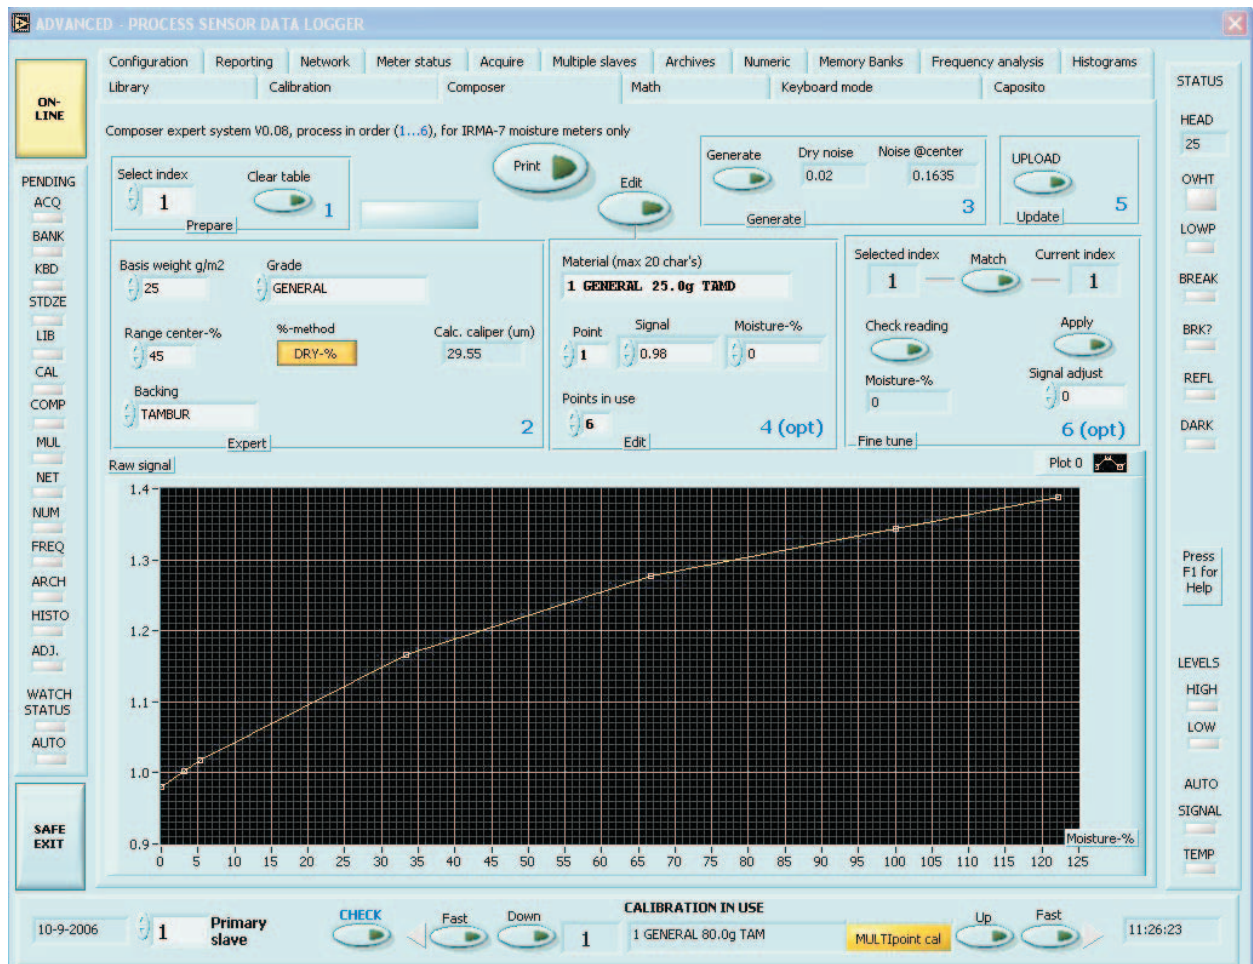 ADVANCED - PROCESS SENSOR DATA LOGGER
Configuration Reporting Network Meter status Acquire Multiple slaves Archives Numeric Memory Banks Frequency analysis Histograms
Library Calibration Composer Math Keyboard mode Caposito
ON-
LINE
PENDING
ACQ
BANK
KBD
STDZE
LIB
CAL
COMP
MUL
NET
NUM
FREQ
ARCH
HISTO
ADJ.
WATCH
STATUS
AUTO
SAFE
EXIT
Composer expert system V0.08, process in order (1...6), for IRMA-7 moisture meters only
Select index Clear table
1
1
Prepare
Print
Edit
Generate Dry noise Noise @center
0.02 0.1635
3
Generate
UPLOAD
5
Update
Basis weight g/m2 Grade
25 GENERAL
Range center-% %-method Calc. caliper (um)
45 DRY-% 29.55
Backing
TAMBUR
2
Expert
Material (max 20 char's)
1 GENERAL 25.0g TAMD
Point Signal Moisture-%
1 0.98 0
Points in use
6
4 (opt)
Edit
Selected index Match Current index
1 1
Check reading Apply
Moisture-% Signal adjust
0 0
6 (opt)
Fine tune
Raw signal
Plot 0
1.4
1.3
1.2
1.1
1.0
0.9
0 5 10 15 20 25 30 35 40 45 50 55 60 65 70 75 80 85 90 95 100 105 110 115 120 125
Moisture-%
STATUS
HEAD
25
OVHT
LOWP
BREAK
BRK?
REFL
DARK
Press
F1 for
Help
LEVELS
HIGH
LOW
AUTO
SIGNAL
TEMP
10-9-2006
1 Primary
slave
CHECK
Fast Down
CALIBRATION IN USE
1 1 GENERAL 80.0g TAM
MULTIpoint cal
Up Fast
11:26:23